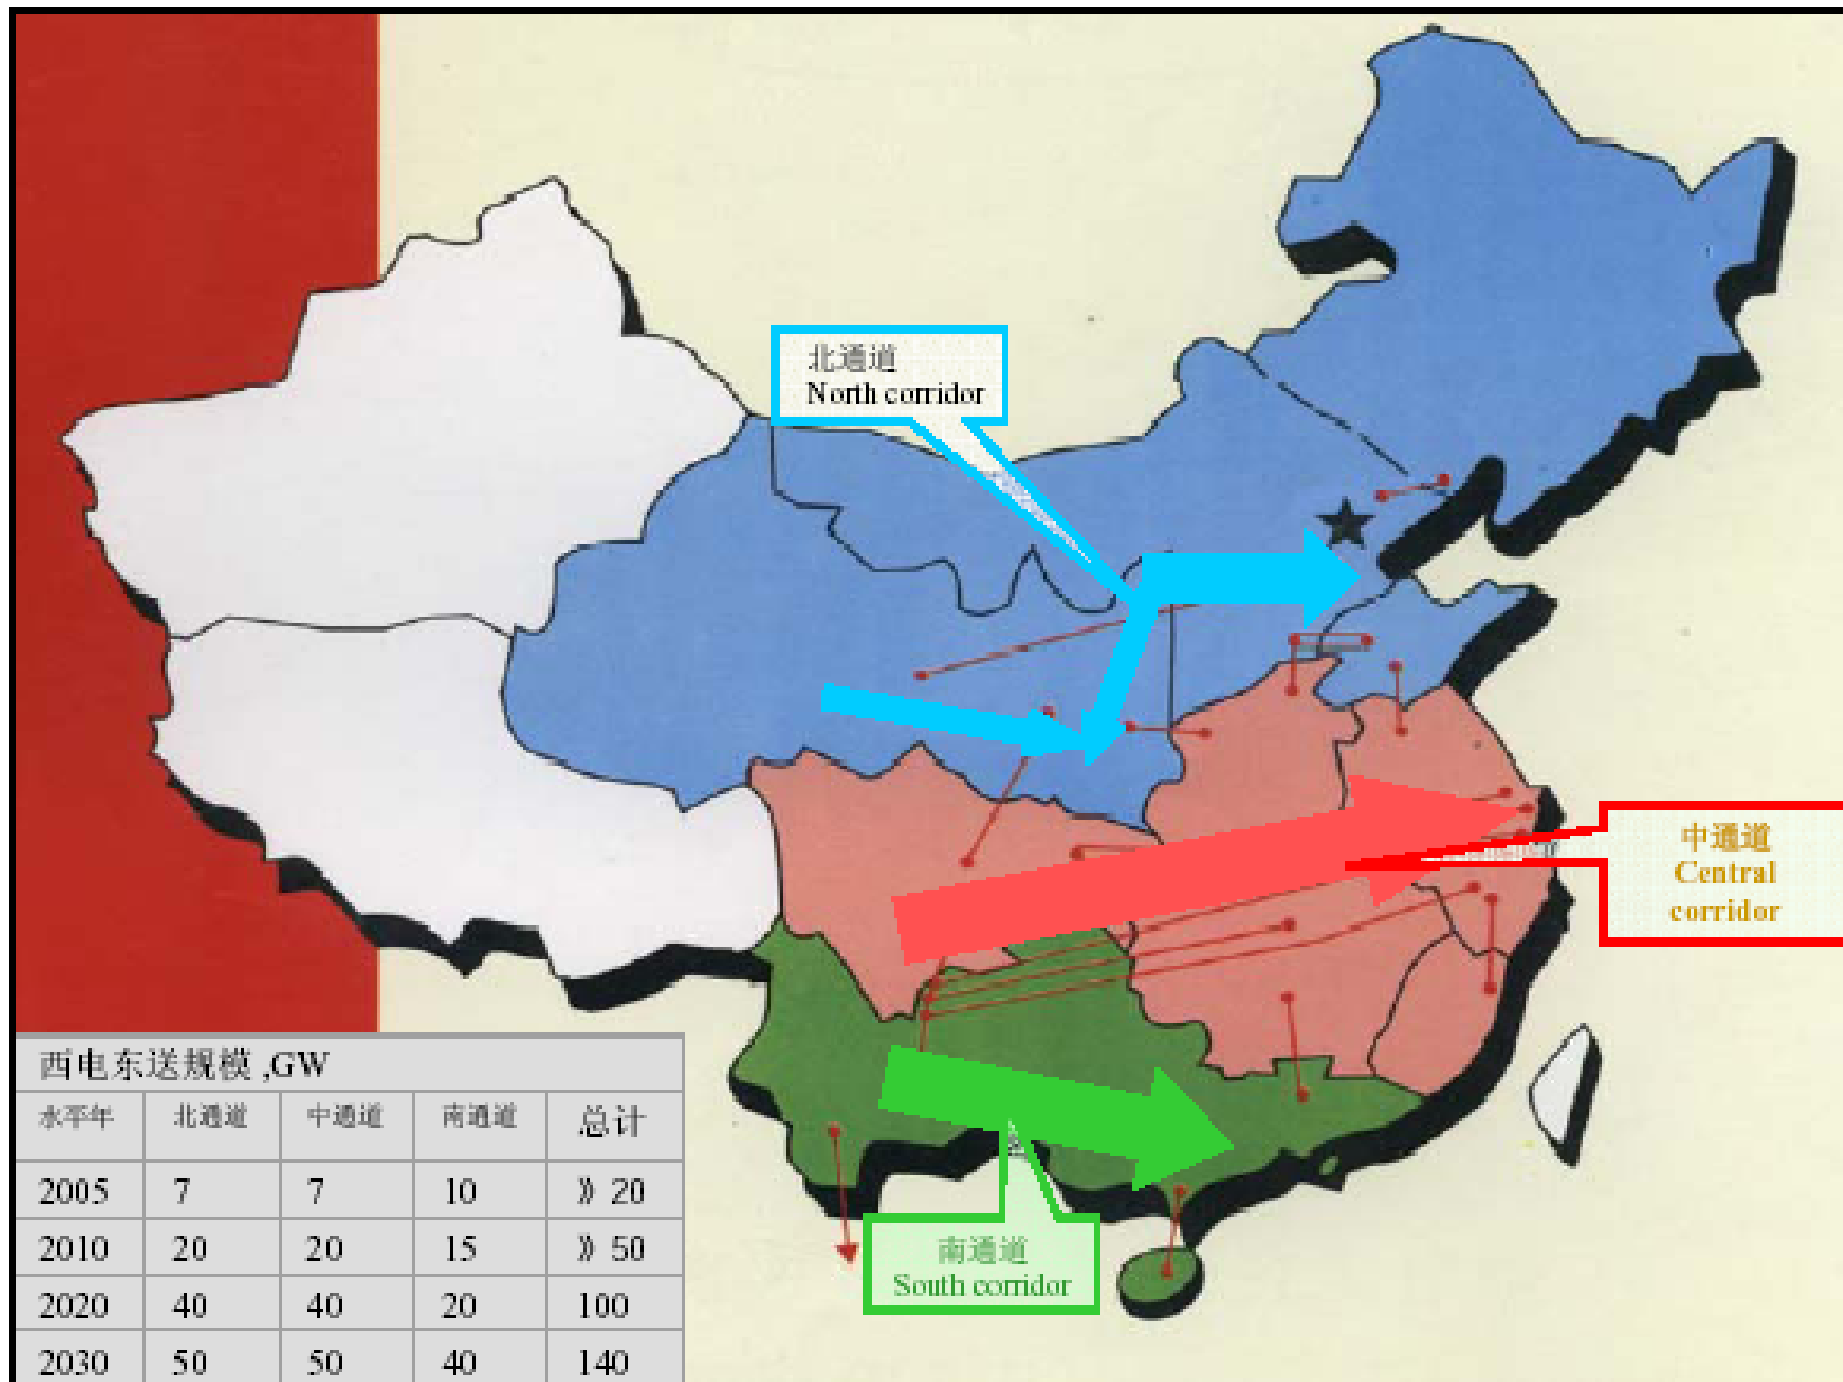 北通道
North corridor
中通道
Central
corridor
南通道
South corridor
西电东送规模 ,GW
水平年 北通道 中通道 南通道 总计
2005 7 7 10 》 20
2010 20 20 15 》 50
2020 40 40 20 100
2030 50 50 40 140